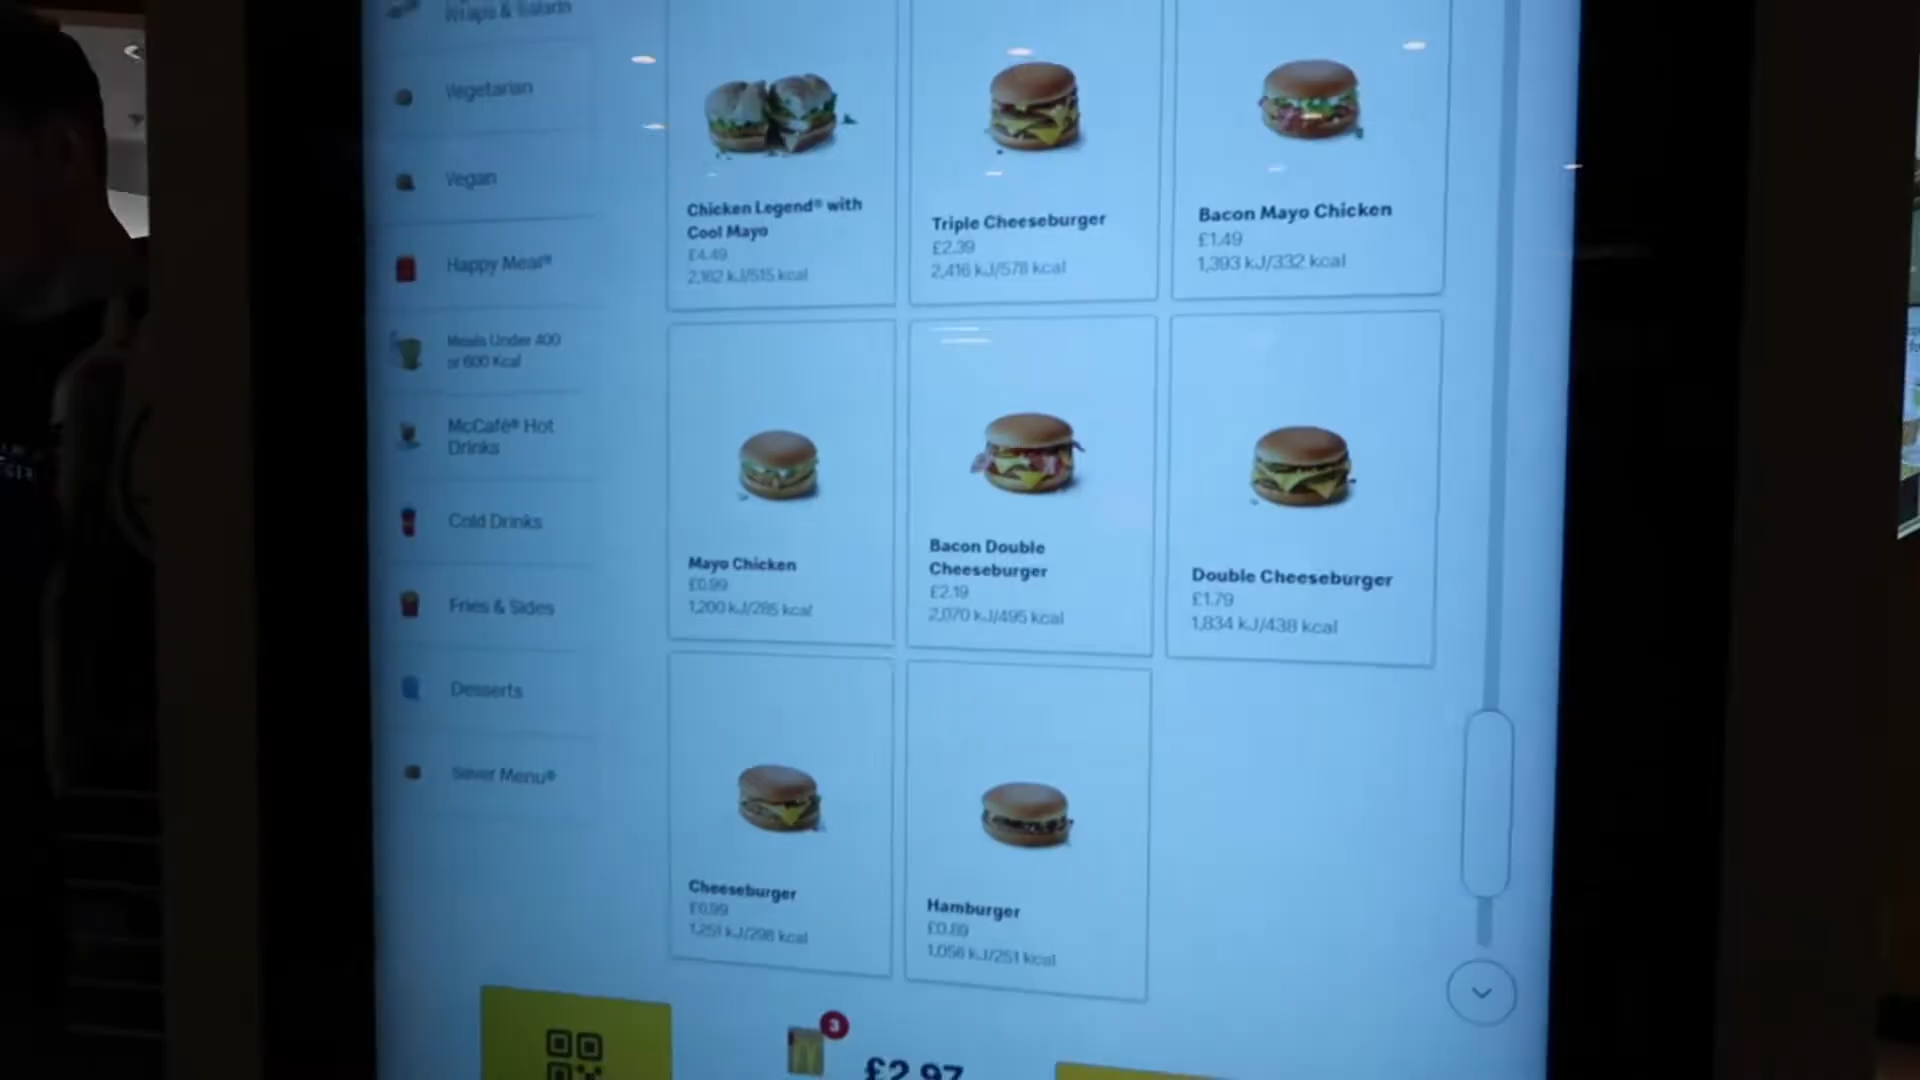 Wraps & Salads
Vegetarian
Vegan
Happy Meal®
Meals Under 400
or 600 Kcal
McCafé® Hot
Drinks
Cold Drinks
Fries & Sides
Desserts
Saver Menu®
Chicken Legend® with
Cool Mayo
£4.49
2,162 kJ/515 kcal
Triple Cheeseburger
£2.39
2,416 kJ/578 kcal
Bacon Mayo Chicken
£1.49
1,393 kJ/332 kcal
Mayo Chicken
£0.99
1,200 kJ/285 kcal
Bacon Double
Cheeseburger
£2.19
2,070 kJ/495 kcal
Double Cheeseburger
£1.79
1,834 kJ/438 kcal
Cheeseburger
£0.99
1,251 kJ/298 kcal
Hamburger
£0.89
1,056 kJ/251 kcal
3
£2.97